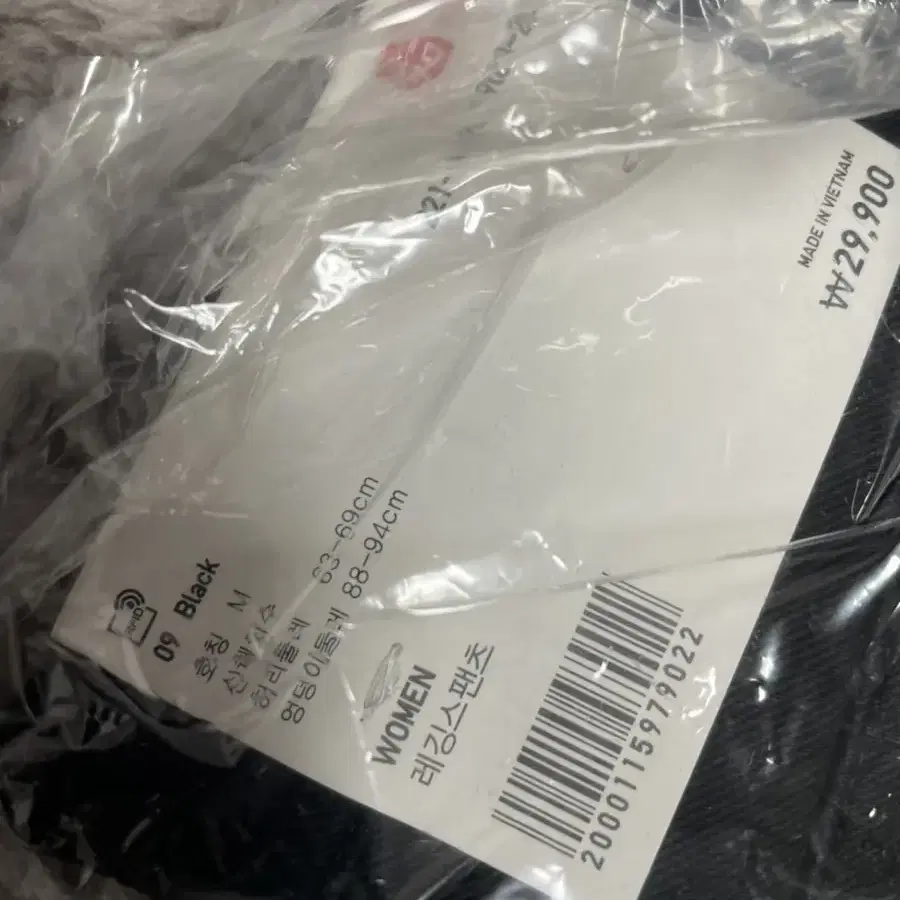 RFID
09 Black
호칭 M
신체치수
허리둘레 63-69cm
엉덩이둘레 88-94cm
WOMEN
레깅스팬츠
2000115979022
MADE IN VIETNAM
₩29,900